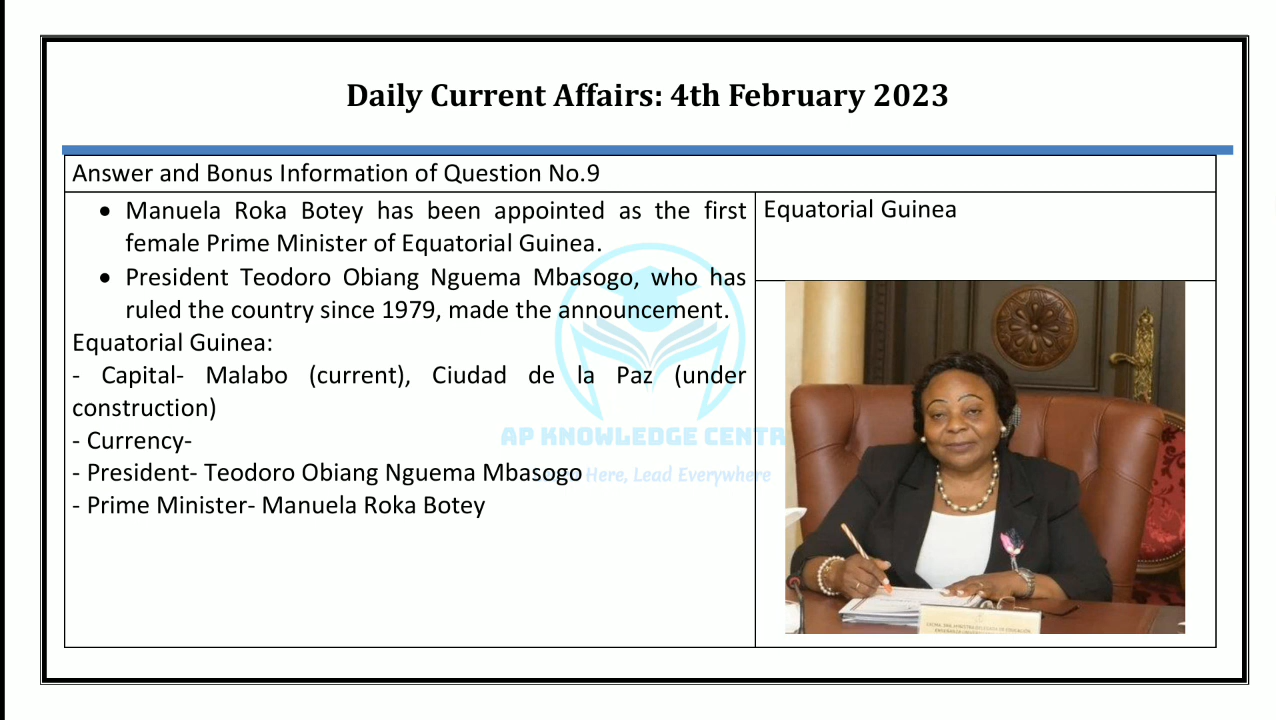 Daily Current Affairs: 4th February 2023
Answer and Bonus Information of Question No.9
• Manuela Roka Botey has been appointed as the first
female Prime Minister of Equatorial Guinea.
• President Teodoro Obiang Nguema Mbasogo, who has
ruled the country since 1979, made the announcement.
Equatorial Guinea:
- Capital- Malabo (current), Ciudad de la Paz (under
construction)
- Currency-
- President- Teodoro Obiang Nguema Mbasogo
- Prime Minister- Manuela Roka Botey
Equatorial Guinea
AP KNOWLEDGE CENTR
Here, Lead Everywhere